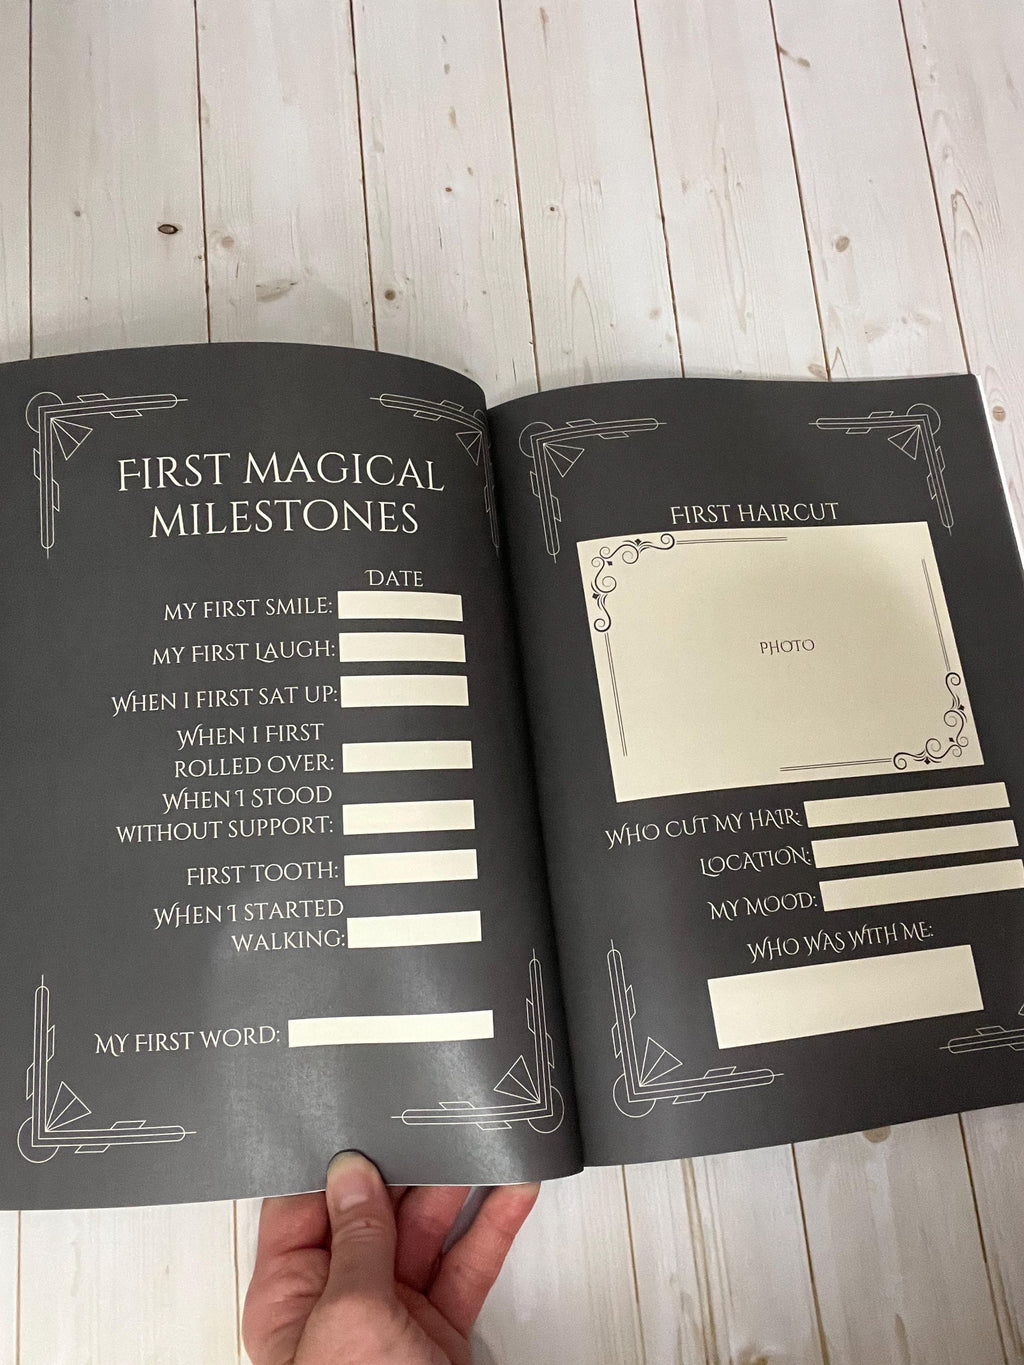 First Magical
Milestones
Date
My First Smile:
My First Laugh:
When I First Sat Up:
When I First
Rolled Over:
When I Stood
Without Support:
First Tooth:
When I Started
Walking:
My First Word:
First Haircut
Photo
Who Cut My Hair:
Location:
My Mood:
Who Was With Me: